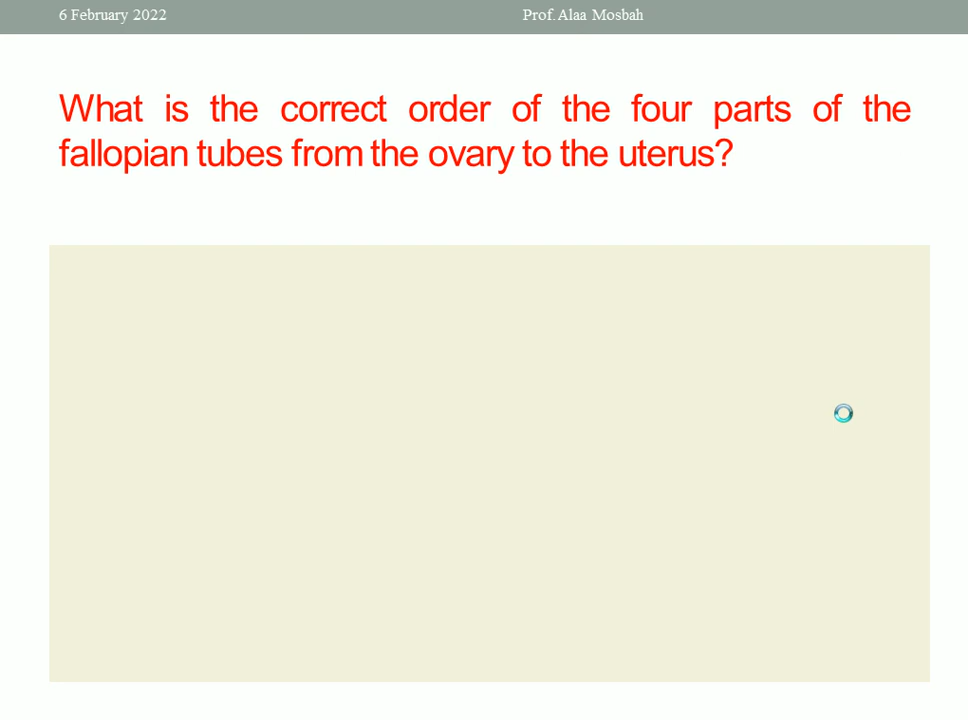 6 February 2022 Prof. Alaa Mosbah
What is the correct order of the four parts of the
fallopian tubes from the ovary to the uterus?